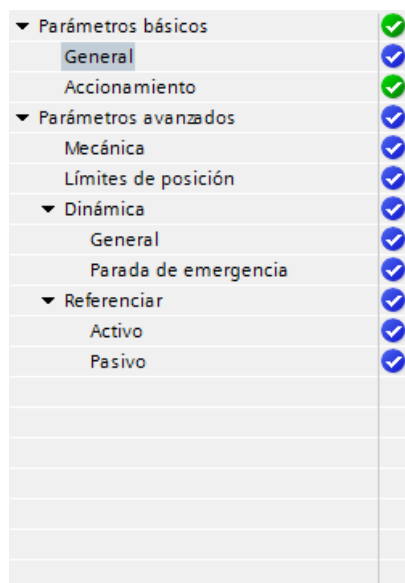 Parámetros básicos
General
Accionamiento
Parámetros avanzados
Mecánica
Límites de posición
Dinámica
General
Parada de emergencia
Referenciar
Activo
Pasivo